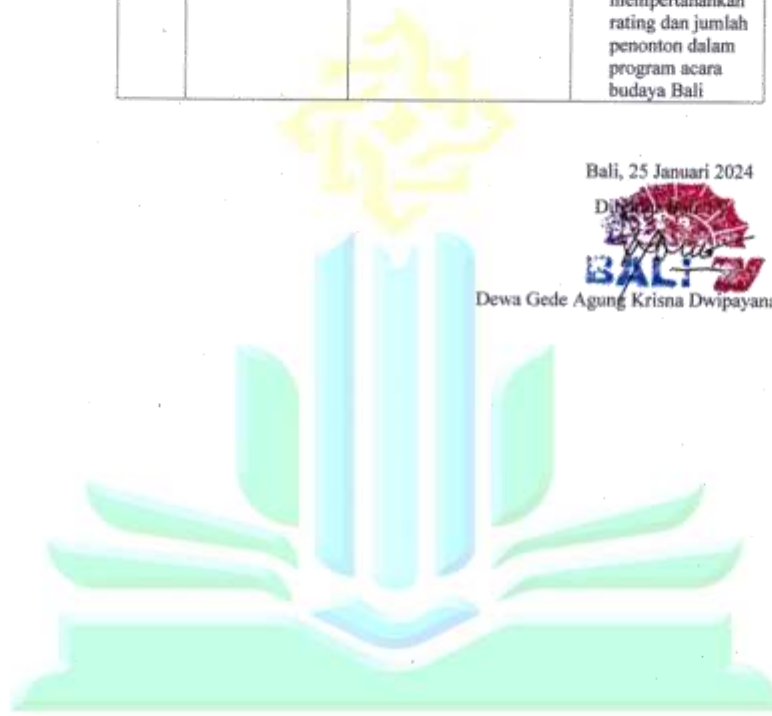 mempertahankan
rating dan jumlah
penonton dalam
program acara
budaya Bali
Bali, 25 Januari 2024
BALI TV
Dewa Gede Agung Krisna Dwipayana